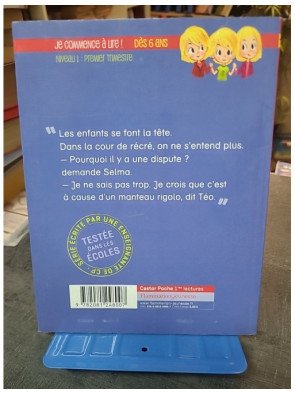 JE COMMENCE À LIRE ! DÈS 6 ANS
NIVEAU 1 : PREMIER TRIMESTRE
" Les enfants se font la tête.
Dans la cour de récré, on ne s'entend plus.
– Pourquoi il y a une dispute ?
demande Selma.
– Je ne sais pas trop. Je crois que c'est
à cause d'un manteau rigolo, dit Téo. "
SÉRIE ÉCRITE PAR UNE ENSEIGNANTE DE CP
TESTÉE
DANS LES
ÉCOLES
Castor Poche 1res lectures
Flammarion jeunesse
9 782081 248007